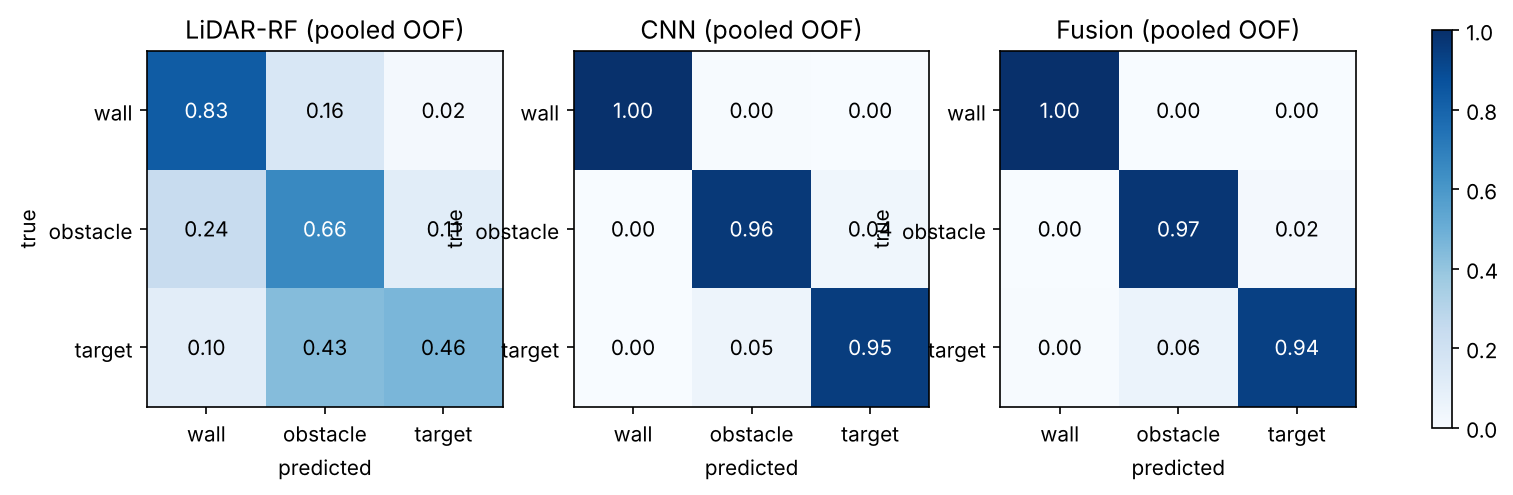 LiDAR-RF (pooled OOF)
wall 0.83 0.16 0.02
true
obstacle 0.24 0.66 0.11
target 0.10 0.43 0.46
wall obstacle target
predicted
CNN (pooled OOF)
wall 1.00 0.00 0.00
true
obstacle 0.00 0.96 0.04
target 0.00 0.05 0.95
wall obstacle target
predicted
Fusion (pooled OOF)
wall 1.00 0.00 0.00
true
obstacle 0.00 0.97 0.02
target 0.00 0.06 0.94
wall obstacle target
predicted
1.0
0.8
0.6
0.4
0.2
0.0